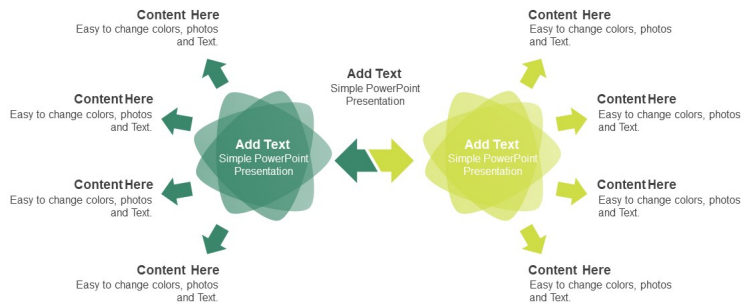 Content Here
Easy to change colors, photos
and Text.
Content Here
Easy to change colors, photos
and Text.
Content Here
Easy to change colors, photos
and Text.
Content Here
Easy to change colors, photos
and Text.
Add Text
Simple PowerPoint
Presentation
Add Text
Simple PowerPoint
Presentation
Add Text
Simple PowerPoint
Presentation
Content Here
Easy to change colors, photos
and Text.
Content Here
Easy to change colors, photos
and Text.
Content Here
Easy to change colors, photos
and Text.
Content Here
Easy to change colors, photos
and Text.